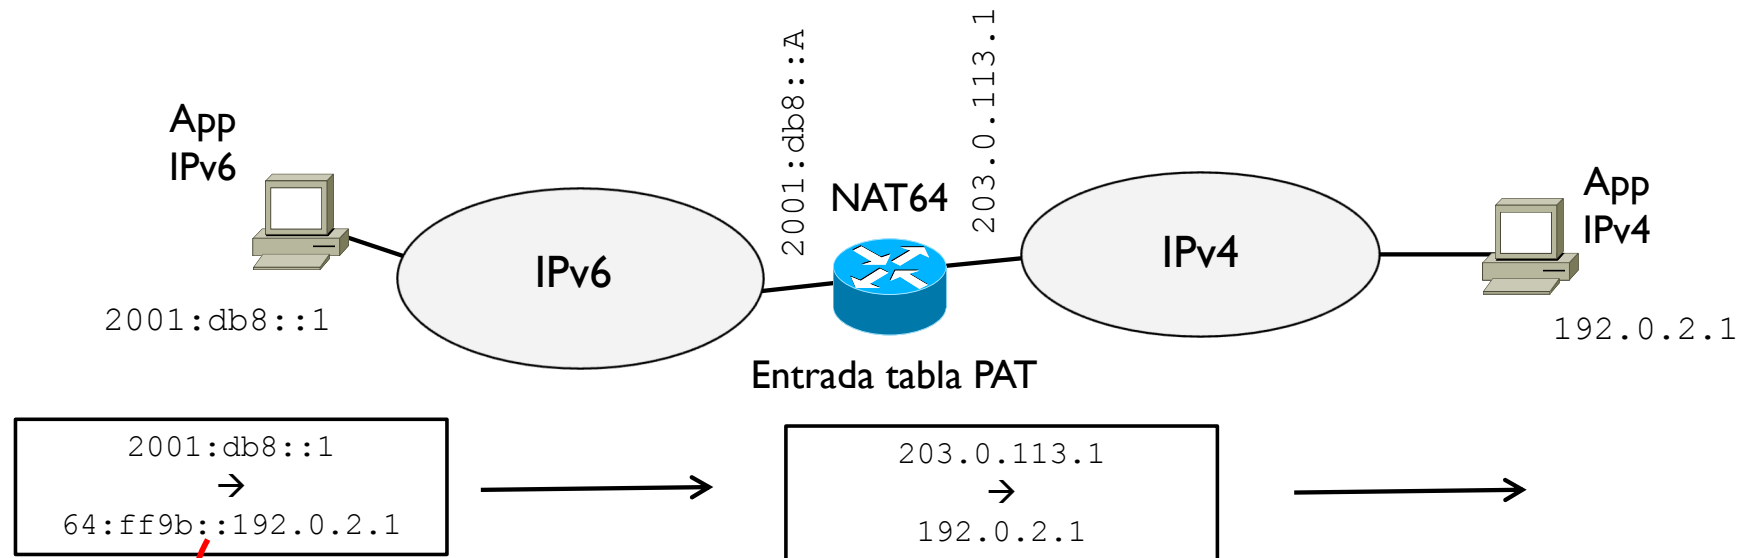 App
IPv6
2001:db8::1
IPv6
2001:db8::A
NAT64
203.0.113.1
IPv4
App
IPv4
192.0.2.1
Entrada tabla PAT
2001:db8::1
→
64:ff9b::192.0.2.1
203.0.113.1
→
192.0.2.1